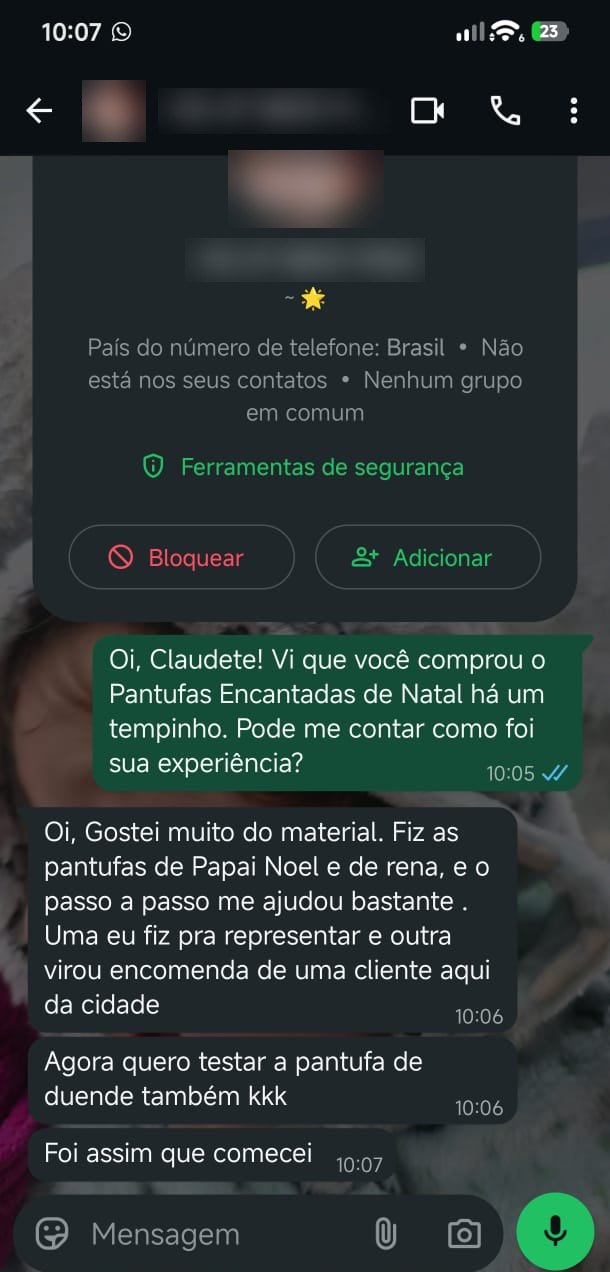 10:07
6 23
~ 🌟
País do número de telefone: Brasil • Não
está nos seus contatos • Nenhum grupo
em comum
Ferramentas de segurança
Bloquear
Adicionar
Oi, Claudete! Vi que você comprou o
Pantufas Encantadas de Natal há um
tempinho. Pode me contar como foi
sua experiência?
10:05
Oi, Gostei muito do material. Fiz as
pantufas de Papai Noel e de rena, e o
passo a passo me ajudou bastante .
Uma eu fiz pra representar e outra
virou encomenda de uma cliente aqui
da cidade
10:06
Agora quero testar a pantufa de
duende também kkk
10:06
Foi assim que comecei
10:07
Mensagem